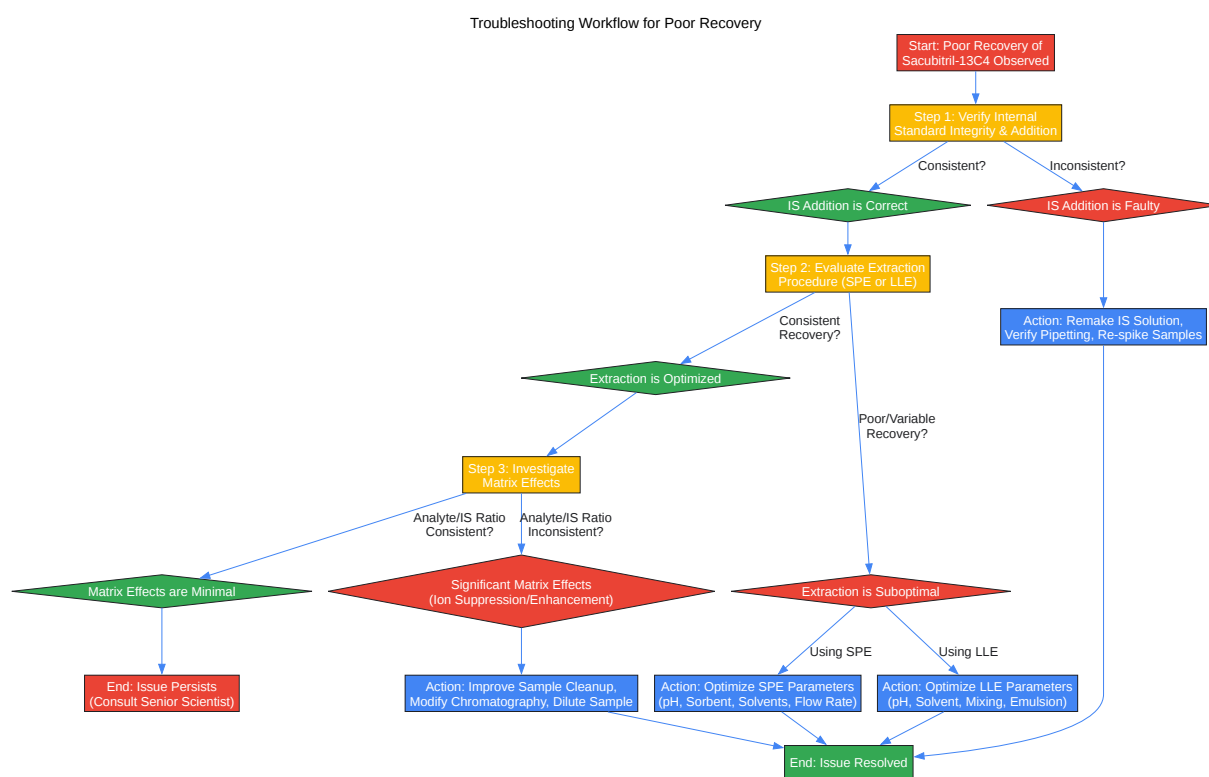 Troubleshooting Workflow for Poor Recovery
Start: Poor Recovery of
Sacubitril-13C4 Observed
Step 1: Verify Internal
Standard Integrity & Addition
Consistent?
Inconsistent?
IS Addition is Correct
IS Addition is Faulty
Step 2: Evaluate Extraction
Procedure (SPE or LLE)
Action: Remake IS Solution,
Verify Pipetting, Re-spike Samples
Consistent
Recovery?
Extraction is Optimized
Poor/Variable
Recovery?
Step 3: Investigate
Matrix Effects
Analyte/IS Ratio
Consistent?
Analyte/IS Ratio
Inconsistent?
Matrix Effects are Minimal
Significant Matrix Effects
(Ion Suppression/Enhancement)
Extraction is Suboptimal
Using SPE
Using LLE
End: Issue Persists
(Consult Senior Scientist)
Action: Improve Sample Cleanup,
Modify Chromatography, Dilute Sample
Action: Optimize SPE Parameters
(pH, Sorbent, Solvents, Flow Rate)
Action: Optimize LLE Parameters
(pH, Solvent, Mixing, Emulsion)
End: Issue Resolved